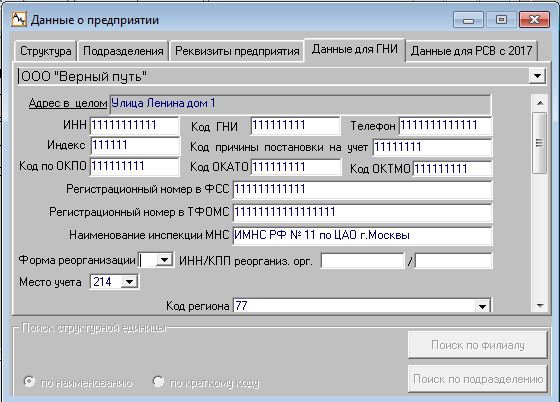 Данные о предприятии
Структура Подразделения Реквизиты предприятия Данные для ГНИ Данные для РСВ с 2017
ООО "Верный путь"
Адрес в целом Улица Ленина дом 1
ИНН 11111111111 Код ГНИ 111111111 Телефон 111111111111
Индекс 111111 Код причины постановки на учет 11111111
Код по ОКПО 111111111 Код ОКАТО 111111111 Код ОКТМО 111111111
Регистрационный номер в ФСС 11111111111
Регистрационный номер в ТФОМС 1111111111111111
Наименование инспекции МНС ИМНС РФ № 11 по ЦАО г.Москвы
Форма реорганизации ИНН/КПП реорганиз. орг. /
Место учета 214
Код региона 77
Поиск структурной единицы
Поиск по филиалу
по наименованию по краткому коду Поиск по подразделению